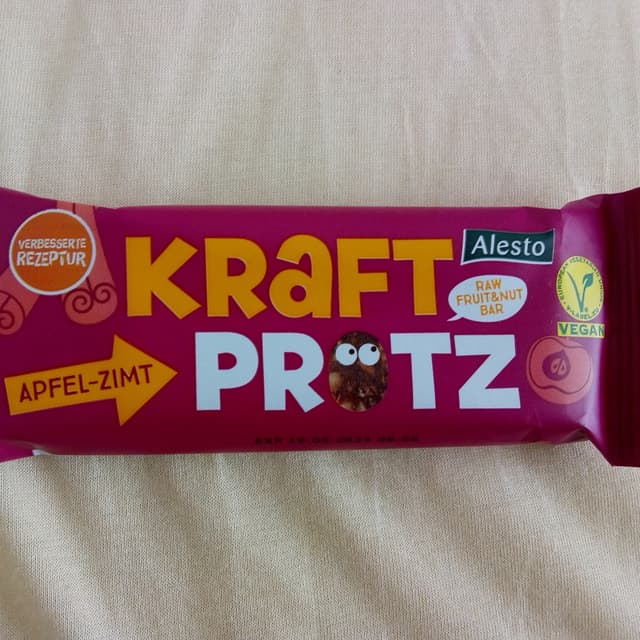 VERBESSERTE
REZEPTUR
KRaFT
Alesto
RAW
FRUIT&NUT
BAR
PROTZ
VEGAN
APFEL-ZIMT